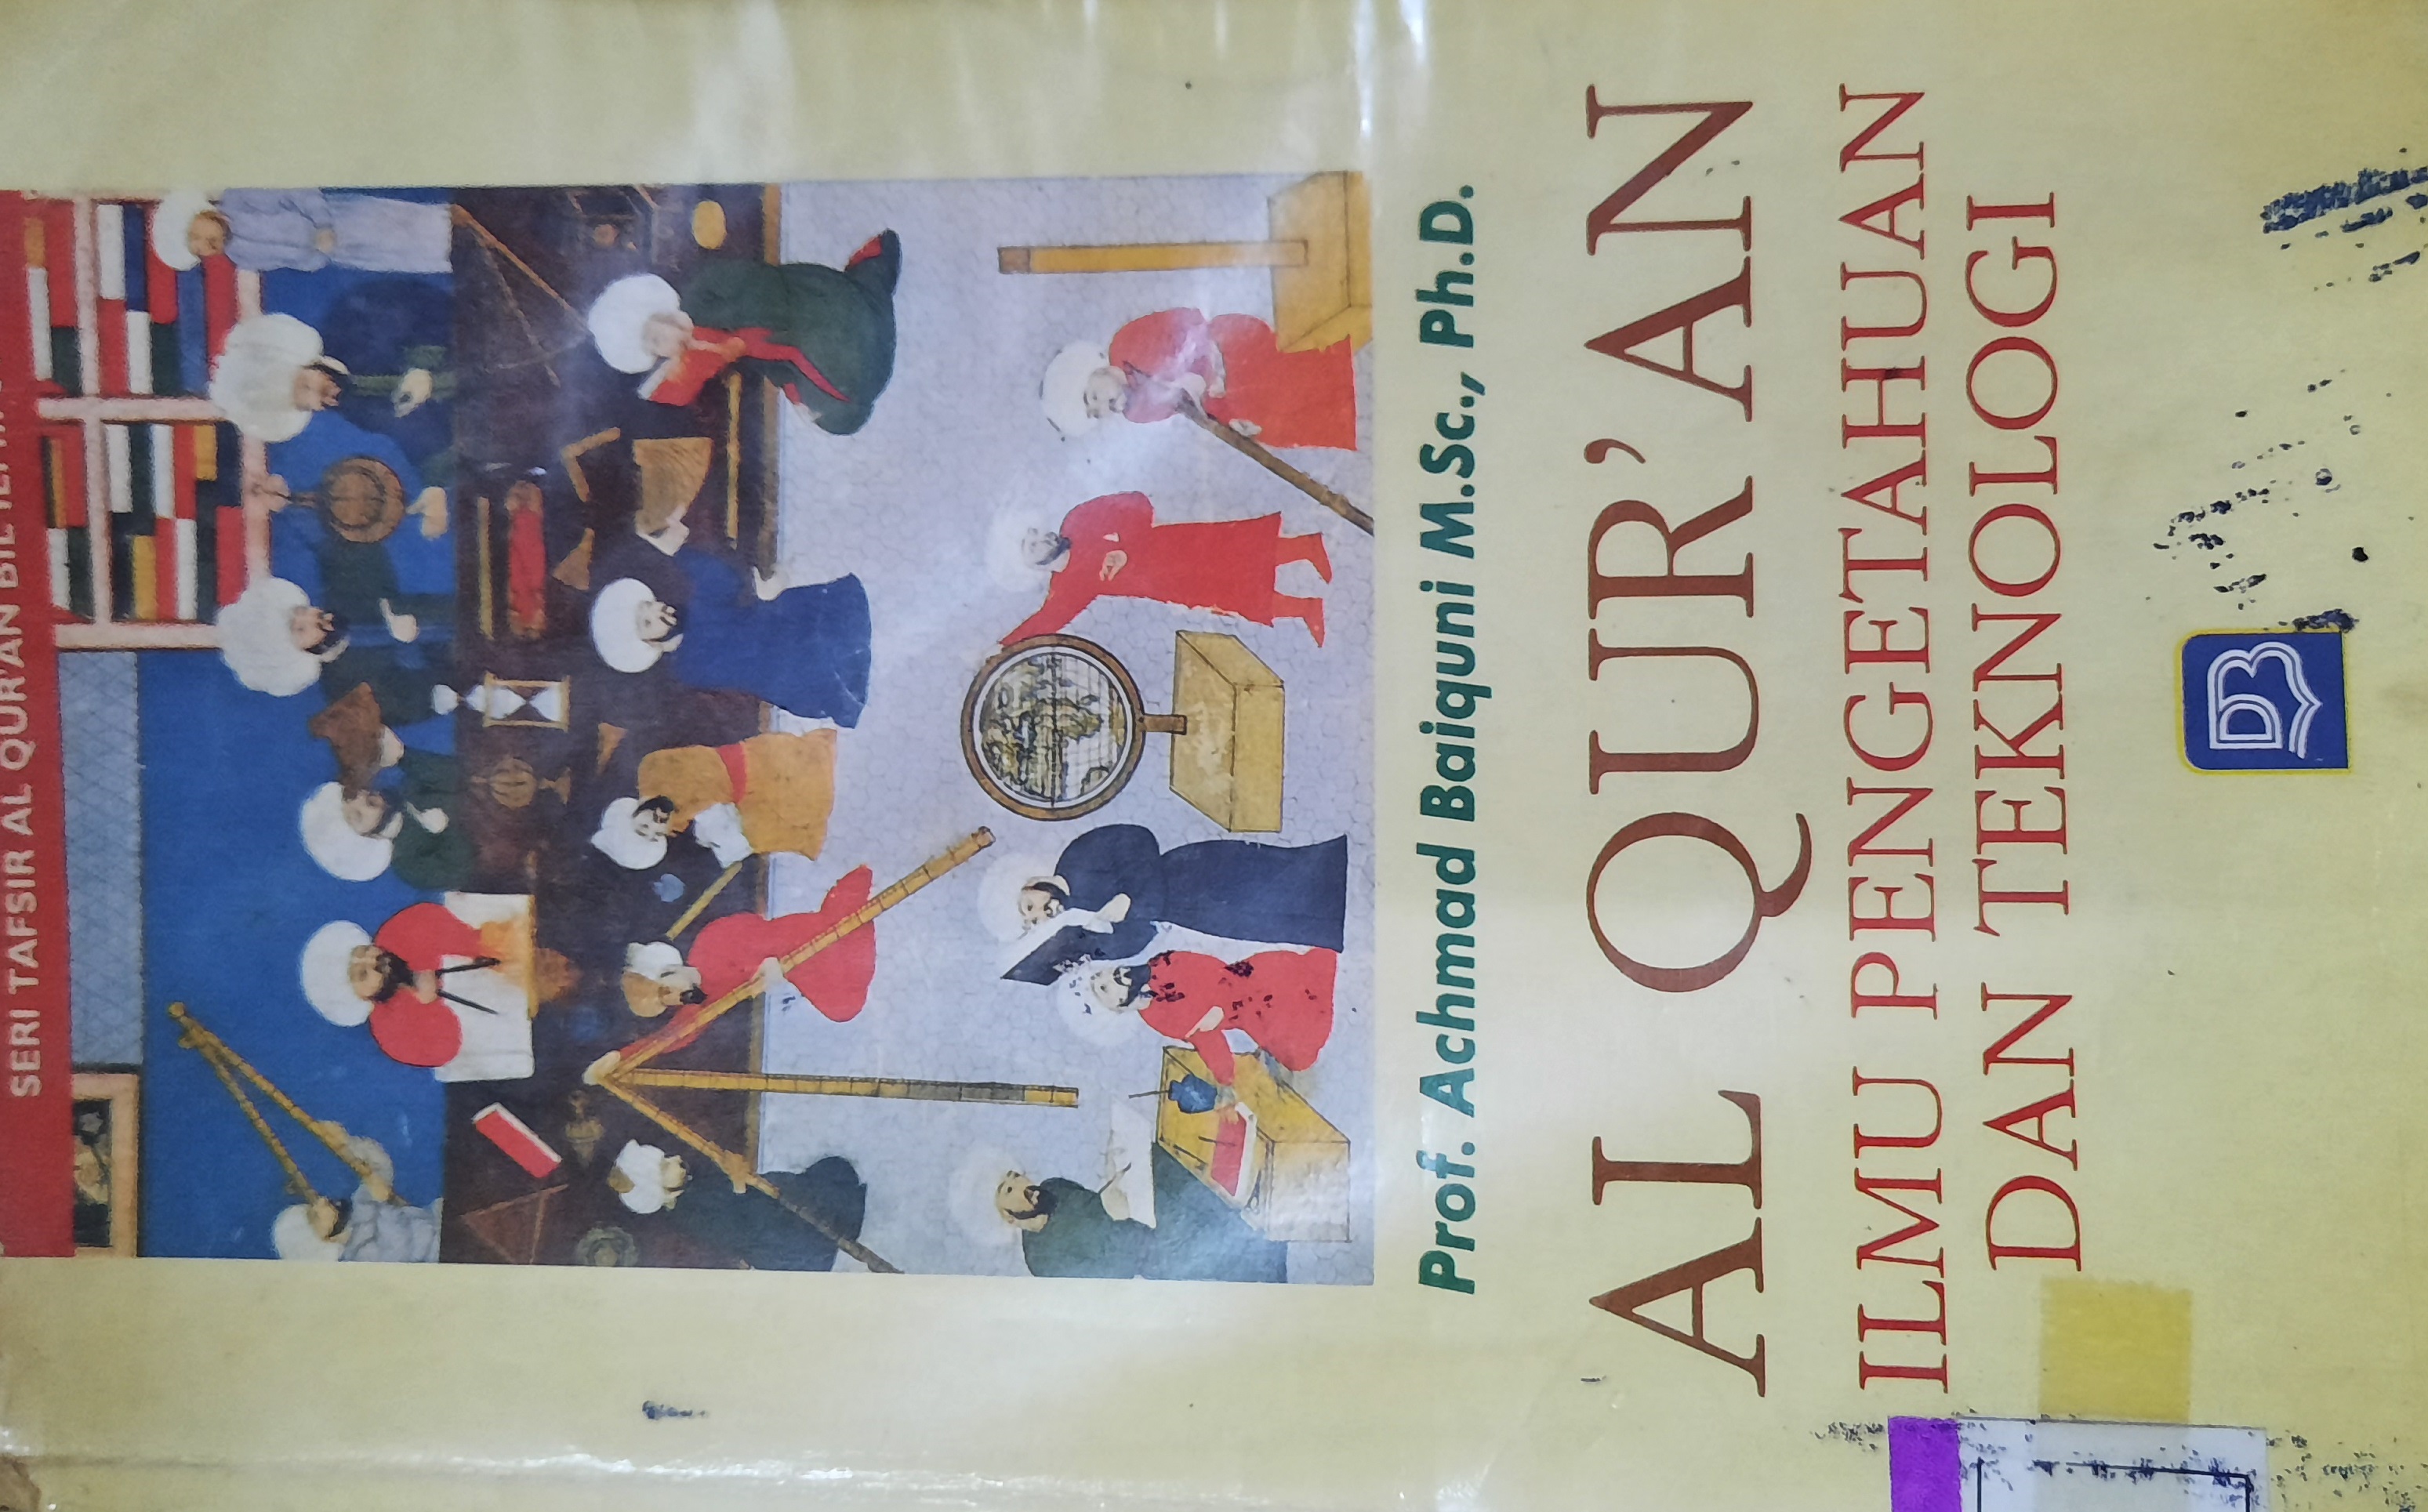 SERI TAFSIR AL QUR'AN BIL ILMI
Prof. Achmad Baiquni M.Sc., Ph.D.
AL QUR'AN
ILMU PENGETAHUAN
DAN TEKNOLOGI